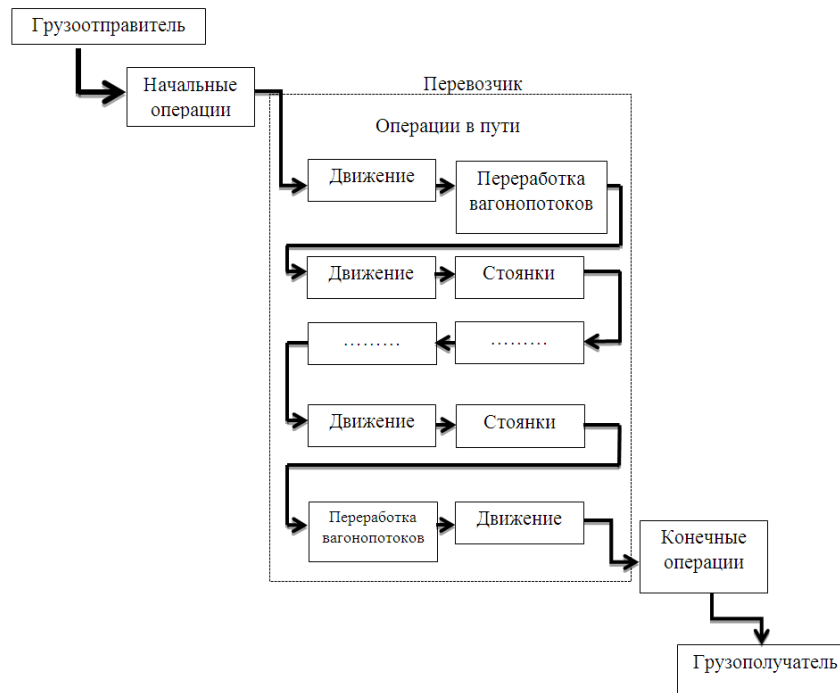 Грузоотправитель
Начальные
операции
Перевозчик
Операции в пути
Движение
Переработка
вагонопотоков
Движение
Стоянки
.........
.........
Движение
Стоянки
Переработка
вагонопотоков
Движение
Конечные
операции
Грузополучатель